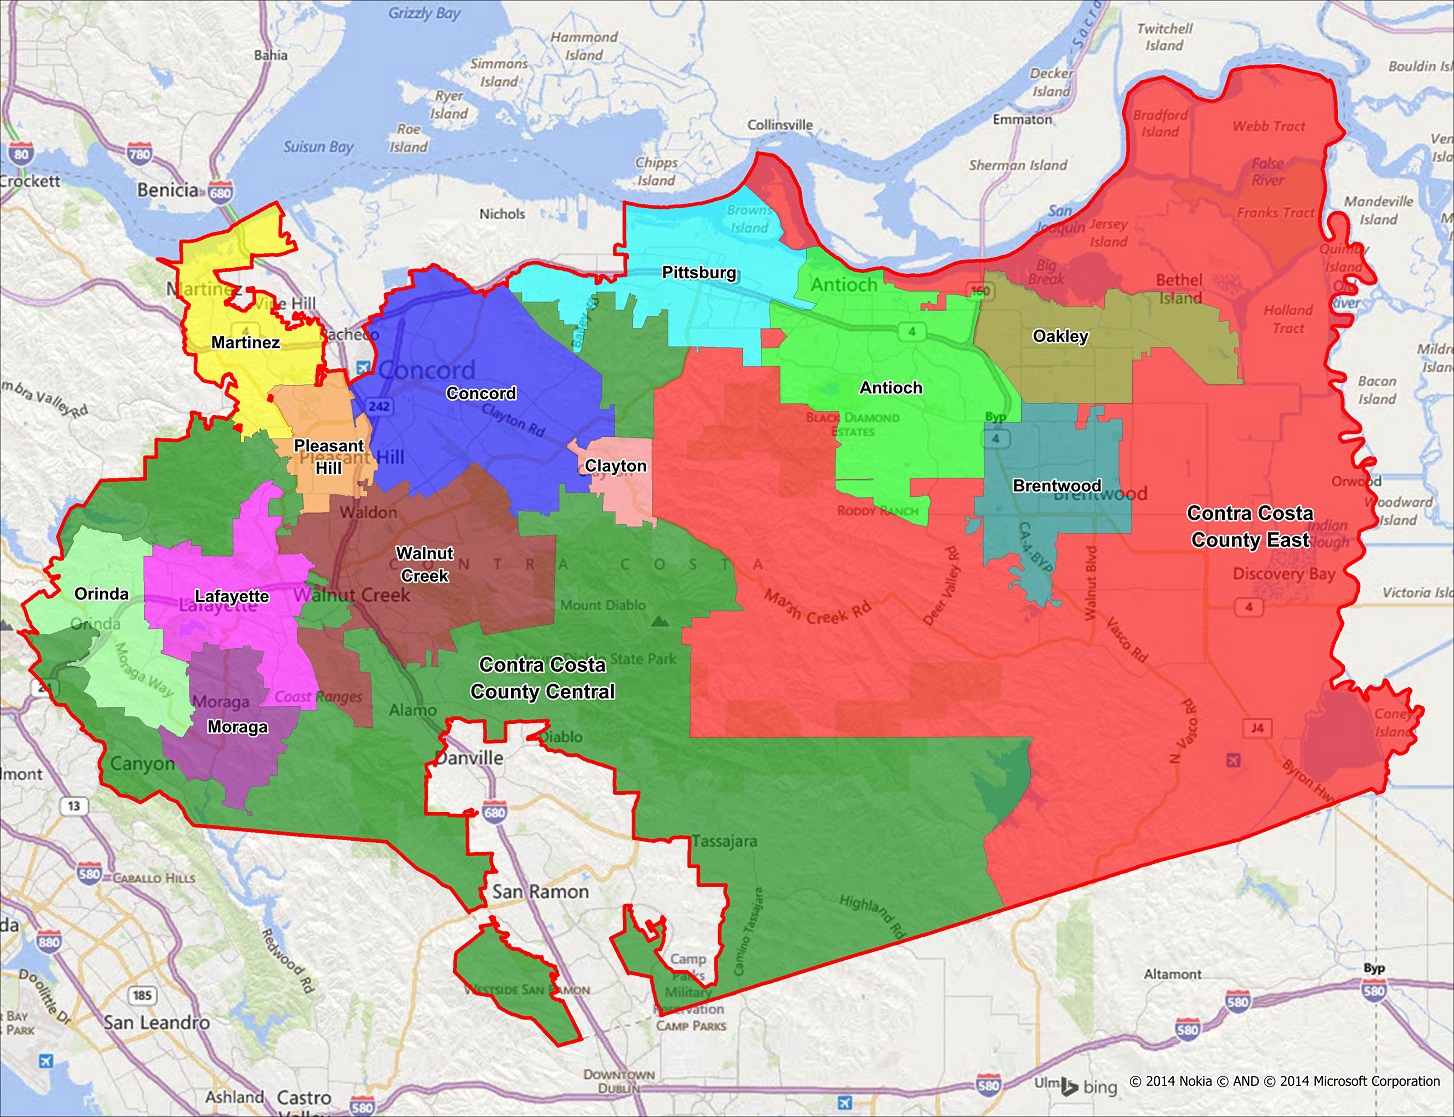 Grizzly Bay
Hammond
Island
Simmons
Island
Bahia
Ryer
Island
Roe
Island
Twitchell
Island
Decker
Island
Bouldin Isl
Emmaton
Collinsville
Bradford
Island
Webb Tract
Suisun Bay
80
780
Crockett
Benicia
680
Chipps
Island
Sherman Island
False
River
Franks Tract
Mandeville
Island
Nichols
Browns
Island
San
Joaquin
Jersey
Island
Quimby
Island
Old
River
Big
Break
Bethel
Island
Pittsburg
Antioch
160
Martinez
Vine Hill
Pacheco
4
Martinez
Bailey Rd
4
Oakley
Holland
Tract
Concord
Concord
242
Clayton Rd
Antioch
Byp
4
Bacon
Island
Black Diamond
Estates
Pleasant
Hill
Pleasant Hill
Clayton
Clayton
Brentwood
Brentwood
Roddy Ranch
Orwood
Woodward
Island
Contra Costa
County East
Indian
Slough
Discovery Bay
Waldon
Walnut
Creek
CONTRA COSTA
CA-4-BYP
Walnut Blvd
Deer Valley Rd
Marsh Creek Rd
Vasco Rd
4
Victoria Isla
Orinda
Orinda
Lafayette
Lafayette
Walnut Creek
Mount Diablo
Mount Diablo State Park
Contra Costa
County Central
Moraga Way
24
Moraga
Moraga
Coast Ranges
Alamo
Diablo
Danville
Canyon
N. Vasco Rd
J4
Coney
Island
Byron Hwy
13
680
Tassajara
580
Caballo Hills
San Ramon
Highland Rd
Camino Tassajara
880
Redwood Rd
Doolittle Dr
185
San Leandro
Westside San Ramon
Camp
Parks
Military
Reservation
Camp Parks
Altamont
Byp
580
580
580
Downtown
Dublin
580
580
Ashland
Castro
Valley
bing
© 2014 Nokia © AND © 2014 Microsoft Corporation